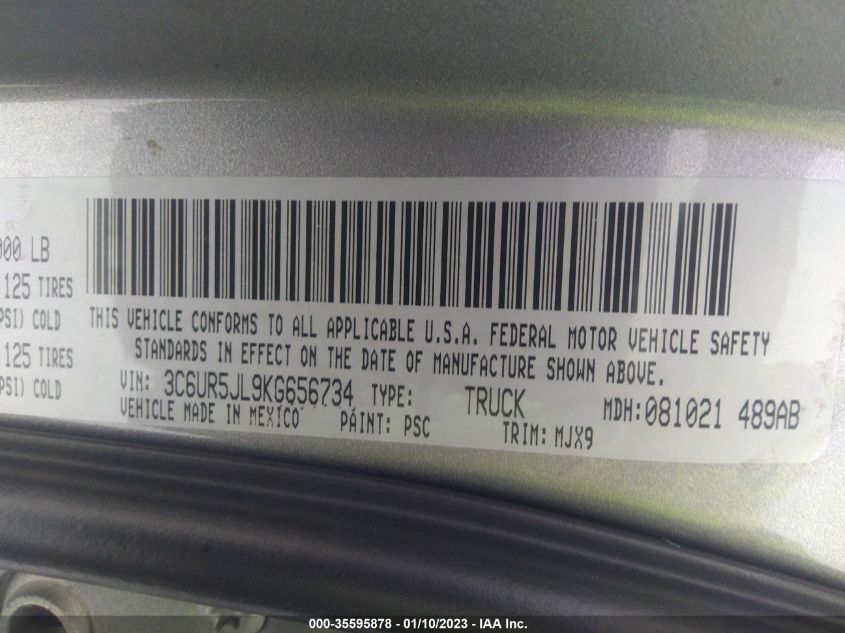 000 LB
125 TIRES
PSI) COLD
125 TIRES
PSI) COLD
THIS VEHICLE CONFORMS TO ALL APPLICABLE U.S.A. FEDERAL MOTOR VEHICLE SAFETY
STANDARDS IN EFFECT ON THE DATE OF MANUFACTURE SHOWN ABOVE.
VIN: 3C6UR5JL9KG656734 TYPE: TRUCK MDH:081021 489AB
VEHICLE MADE IN MEXICO PAINT: PSC TRIM: MJX9
000-35595878 - 01/10/2023 - IAA Inc.